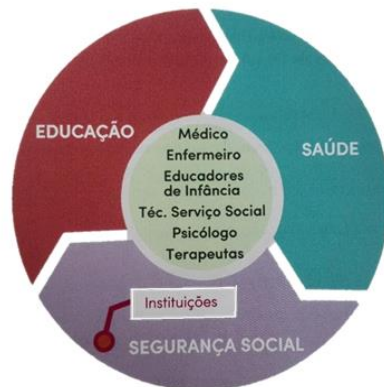 EDUCAÇÃO
SAÚDE
Médico
Enfermeiro
Educadores
de Infância
Téc. Serviço Social
Psicólogo
Terapeutas
Instituições
SEGURANÇA SOCIAL